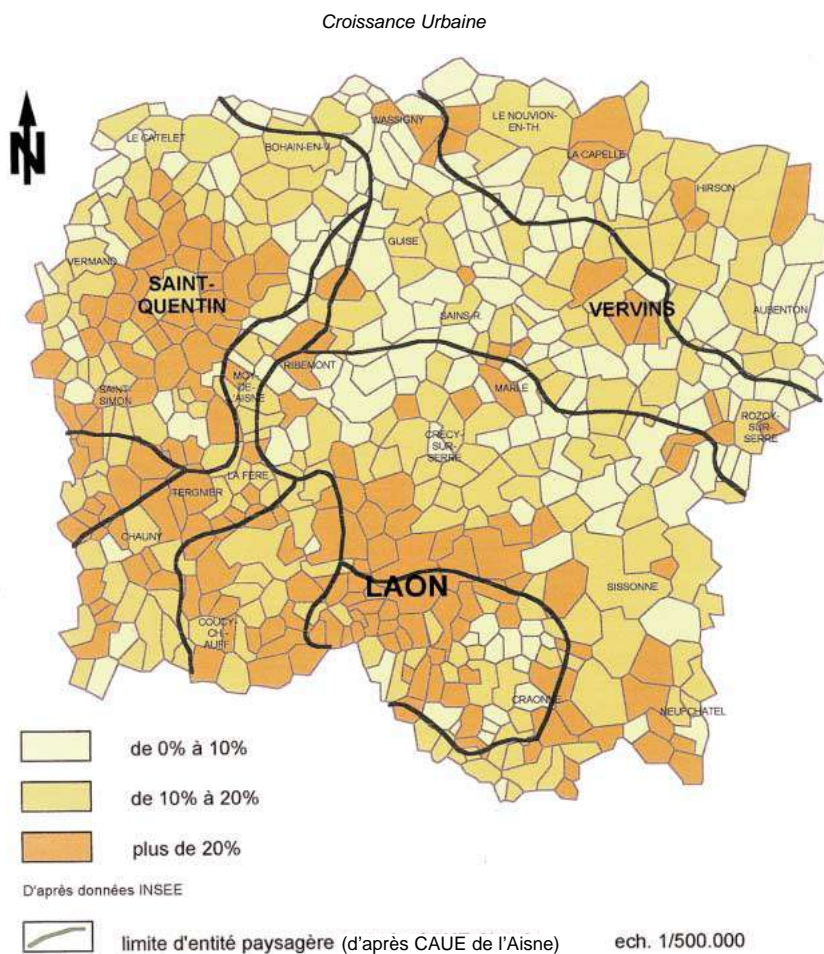 Croissance Urbaine
N
WASSIGNY
LE NOUVION-
EN-TH.
LE CATELET
BOHAIN-EN-V.
LA CAPELLE
HIRSON
GUISE
VERMAND
SAINT-
QUENTIN
VERVINS
AUBENTON
SAINS-R.
RIBEMONT
MOY-
DE-
L'AISNE
MARLE
SAINT-
SIMON
ROZOY-
SUR-
SERRE
CRÉCY-
SUR-
SERRE
LA FÈRE
TERGNIER
CHAUNY
LAON
SISSONNE
COUCY-
CH.-
AUFF
CRAONNE
NEUFCHATEL
de 0% à 10%
de 10% à 20%
plus de 20%
D'après données INSEE
limite d'entité paysagère (d'après CAUE de l'Aisne) ech. 1/500.000